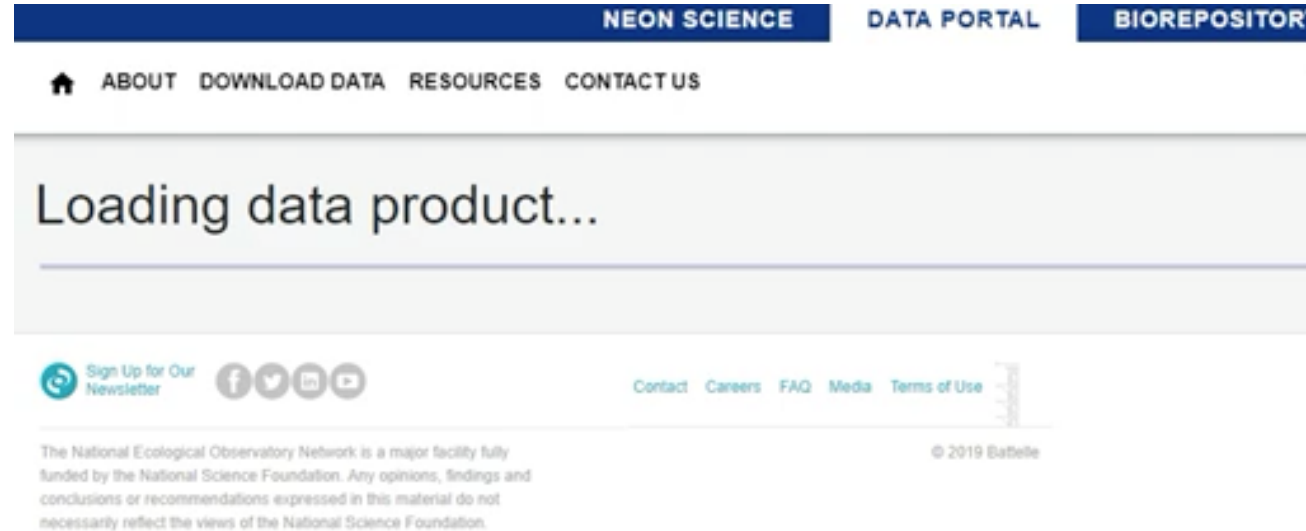 NEON SCIENCE DATA PORTAL BIOREPOSITOR
ABOUT DOWNLOAD DATA RESOURCES CONTACT US
Loading data product...
Sign Up for Our
Newsletter
Contact Careers FAQ Media Terms of Use
The National Ecological Observatory Network is a major facility fully
funded by the National Science Foundation. Any opinions, findings and
conclusions or recommendations expressed in this material do not
necessarily reflect the views of the National Science Foundation.
© 2019 Battelle